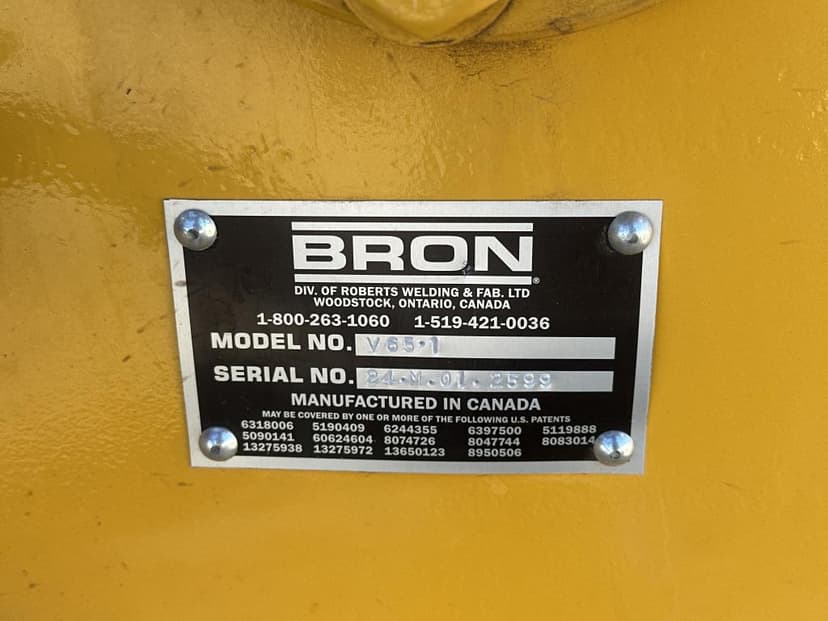 BRON®
DIV. OF ROBERTS WELDING & FAB. LTD
WOODSTOCK, ONTARIO, CANADA
1-800-263-1060 1-519-421-0036
MODEL NO. V65·1
SERIAL NO. 24·M.01.2599
MANUFACTURED IN CANADA
MAY BE COVERED BY ONE OR MORE OF THE FOLLOWING U.S. PATENTS
6318006 5190409 6244355 6397500 5119888
5090141 60624604 8074726 8047744 8083014
13275938 13275972 13650123 8950506